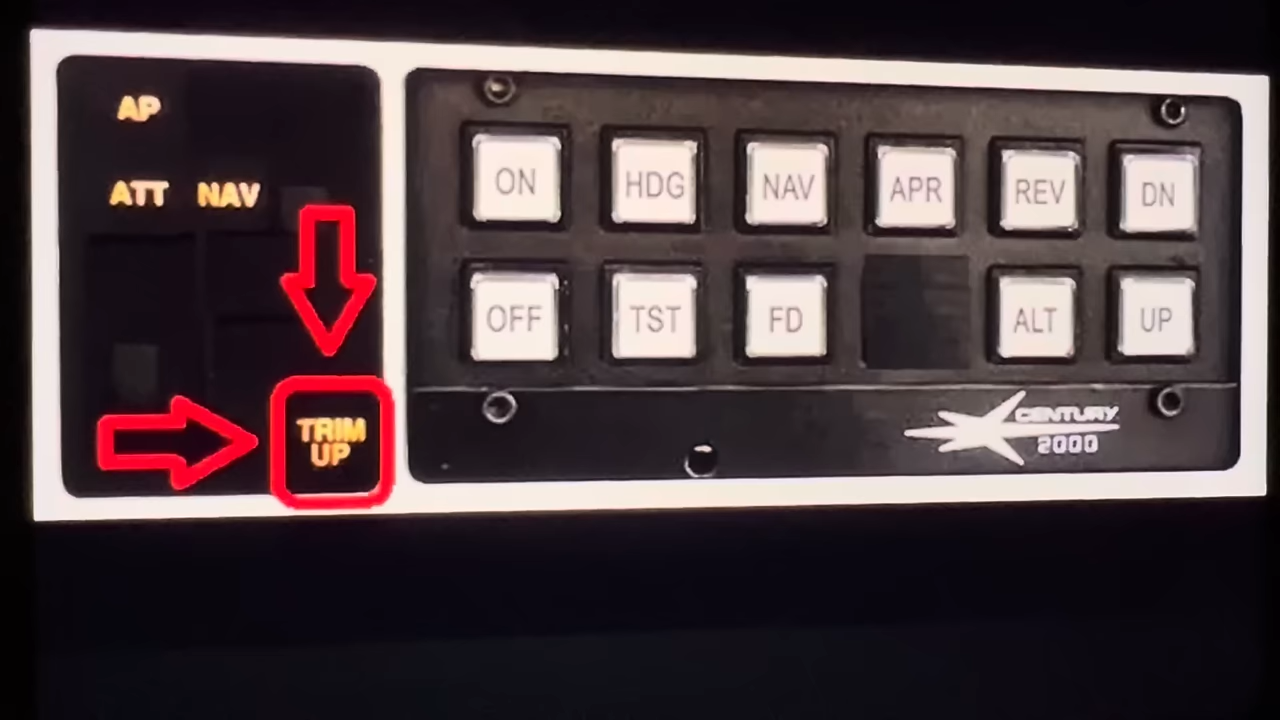 AP
ATT NAV
TRIM
UP
ON HDG NAV APR REV DN
OFF TST FD ALT UP
CENTURY
2000